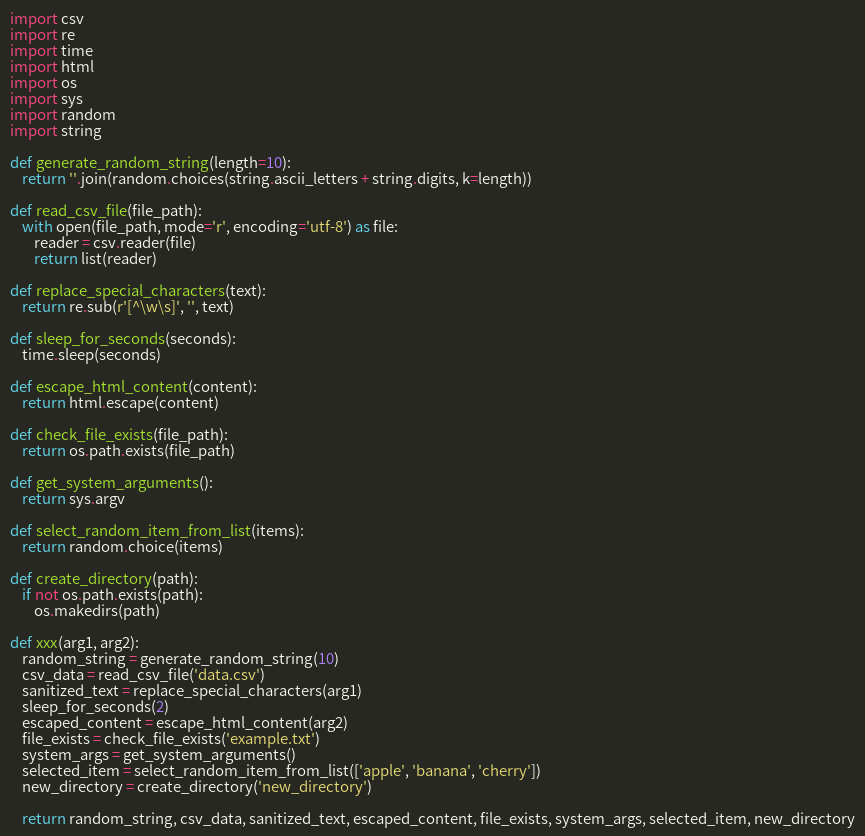 import csv
import re
import time
import html
import os
import sys
import random
import string

def generate_random_string(length=10):
    return ''.join(random.choices(string.ascii_letters + string.digits, k=length))

def read_csv_file(file_path):
    with open(file_path, mode='r', encoding='utf-8') as file:
        reader = csv.reader(file)
        return list(reader)

def replace_special_characters(text):
    return re.sub(r'[^\w\s]', '', text)

def sleep_for_seconds(seconds):
    time.sleep(seconds)

def escape_html_content(content):
    return html.escape(content)

def check_file_exists(file_path):
    return os.path.exists(file_path)

def get_system_arguments():
    return sys.argv

def select_random_item_from_list(items):
    return random.choice(items)

def create_directory(path):
    if not os.path.exists(path):
        os.makedirs(path)

def xxx(arg1, arg2):
    random_string = generate_random_string(10)
    csv_data = read_csv_file('data.csv')
    sanitized_text = replace_special_characters(arg1)
    sleep_for_seconds(2)
    escaped_content = escape_html_content(arg2)
    file_exists = check_file_exists('example.txt')
    system_args = get_system_arguments()
    selected_item = select_random_item_from_list(['apple', 'banana', 'cherry'])
    new_directory = create_directory('new_directory')

    return random_string, csv_data, sanitized_text, escaped_content, file_exists, system_args, selected_item, new_directory